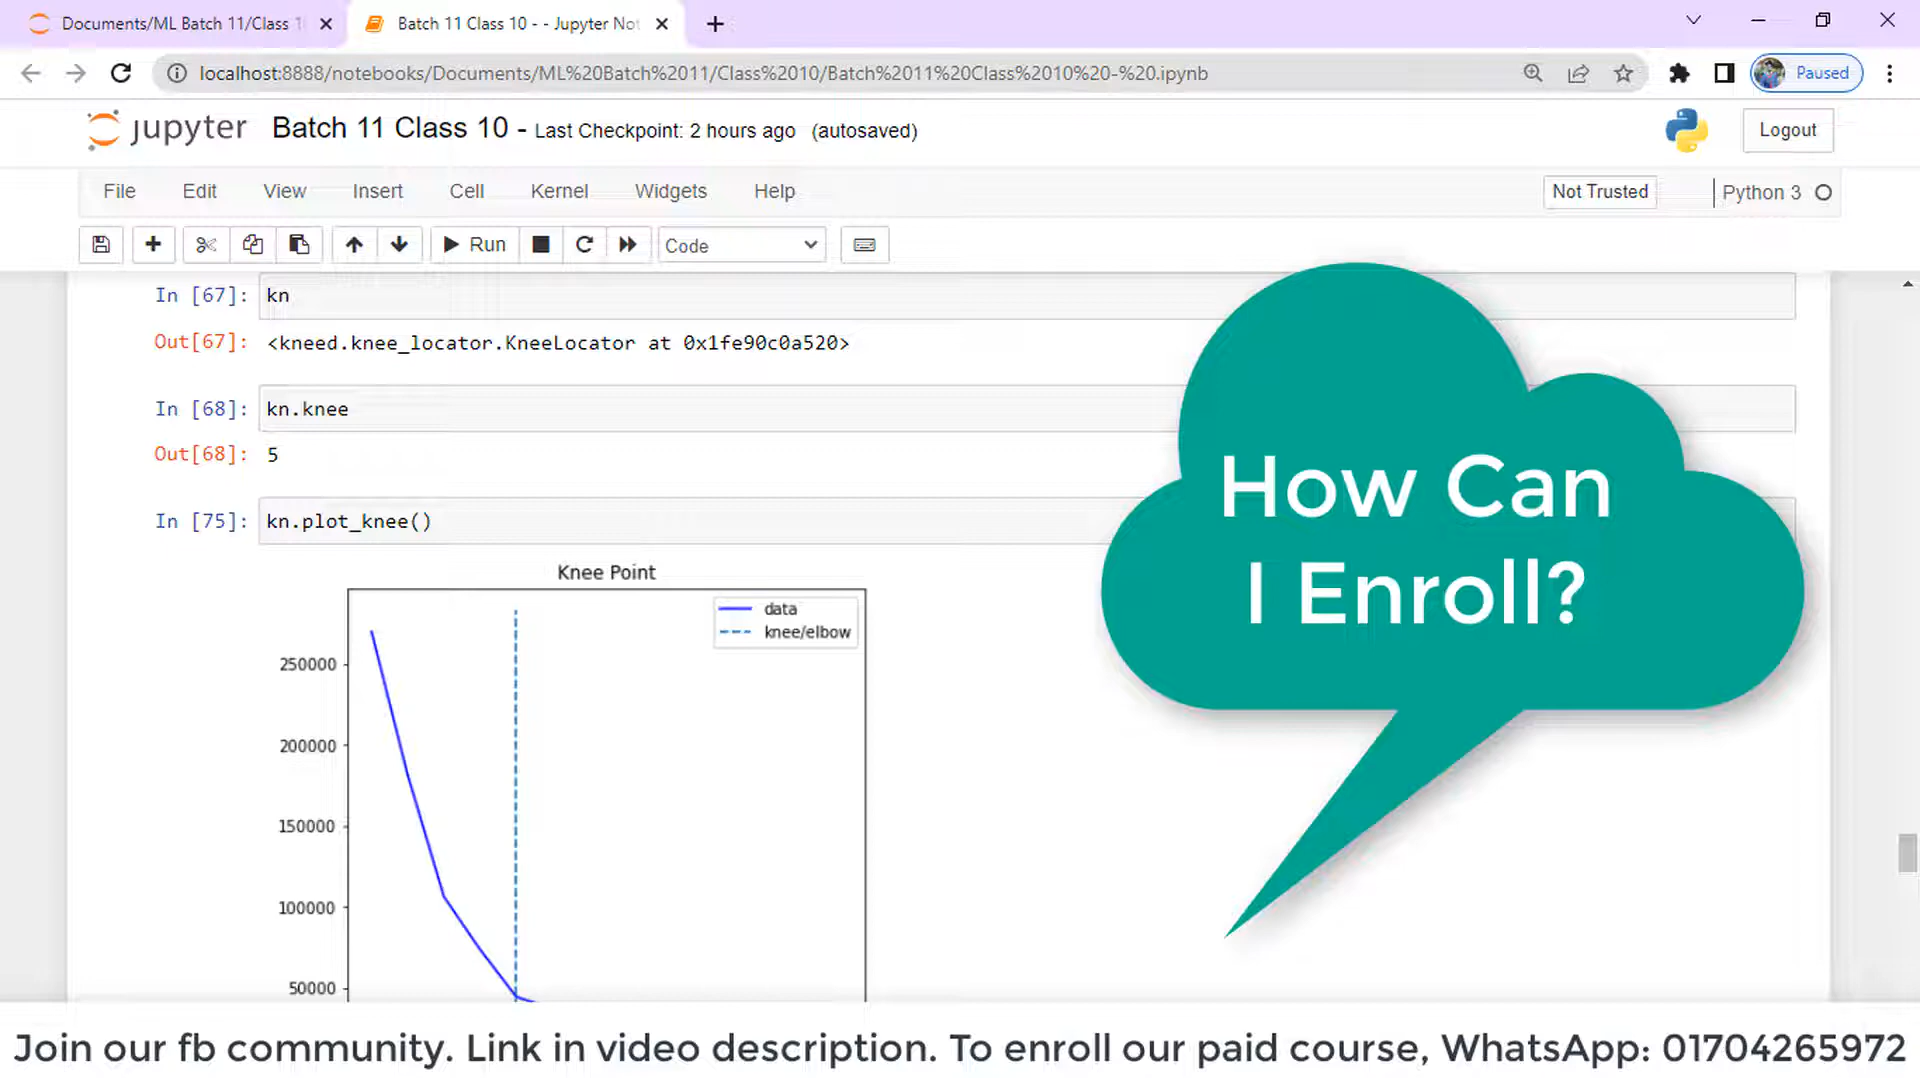 Documents/ML Batch 11/Class 1
Batch 11 Class 10 - - Jupyter Not
localhost:8888/notebooks/Documents/ML%20Batch%2011/Class%2010/Batch%2011%20Class%2010%20-%20.ipynb
Paused
jupyter Batch 11 Class 10 - Last Checkpoint: 2 hours ago (autosaved)
Logout
File Edit View Insert Cell Kernel Widgets Help
Not Trusted
Python 3
Run
Code
In [67]: kn
Out[67]: <kneed.knee_locator.KneeLocator at 0x1fe90c0a520>
In [68]: kn.knee
Out[68]: 5
In [75]: kn.plot_knee()
Knee Point
data
knee/elbow
250000
200000
150000
100000
50000
How Can
I Enroll?
Join our fb community. Link in video description. To enroll our paid course, WhatsApp: 01704265972